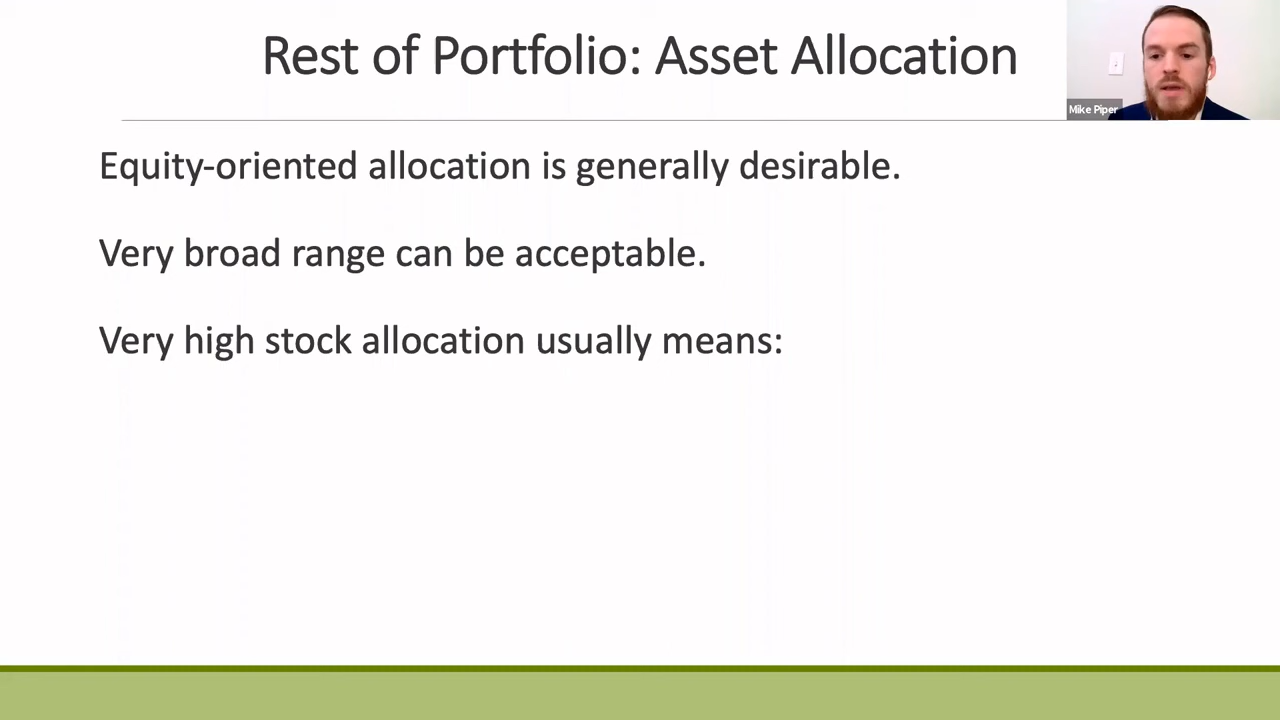 Rest of Portfolio: Asset Allocation
Mike Piper
Equity-oriented allocation is generally desirable.
Very broad range can be acceptable.
Very high stock allocation usually means: